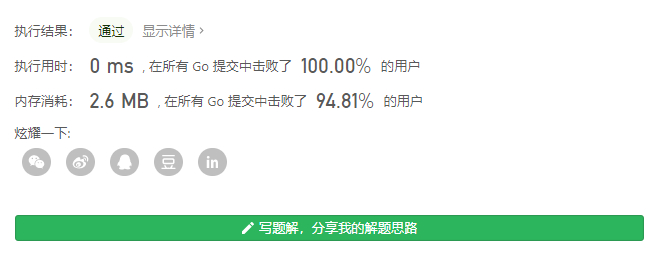 执行结果： 通过 显示详情 ›
执行用时： 0 ms , 在所有 Go 提交中击败了 100.00% 的用户
内存消耗： 2.6 MB , 在所有 Go 提交中击败了 94.81% 的用户
炫耀一下:
豆 in
写题解，分享我的解题思路